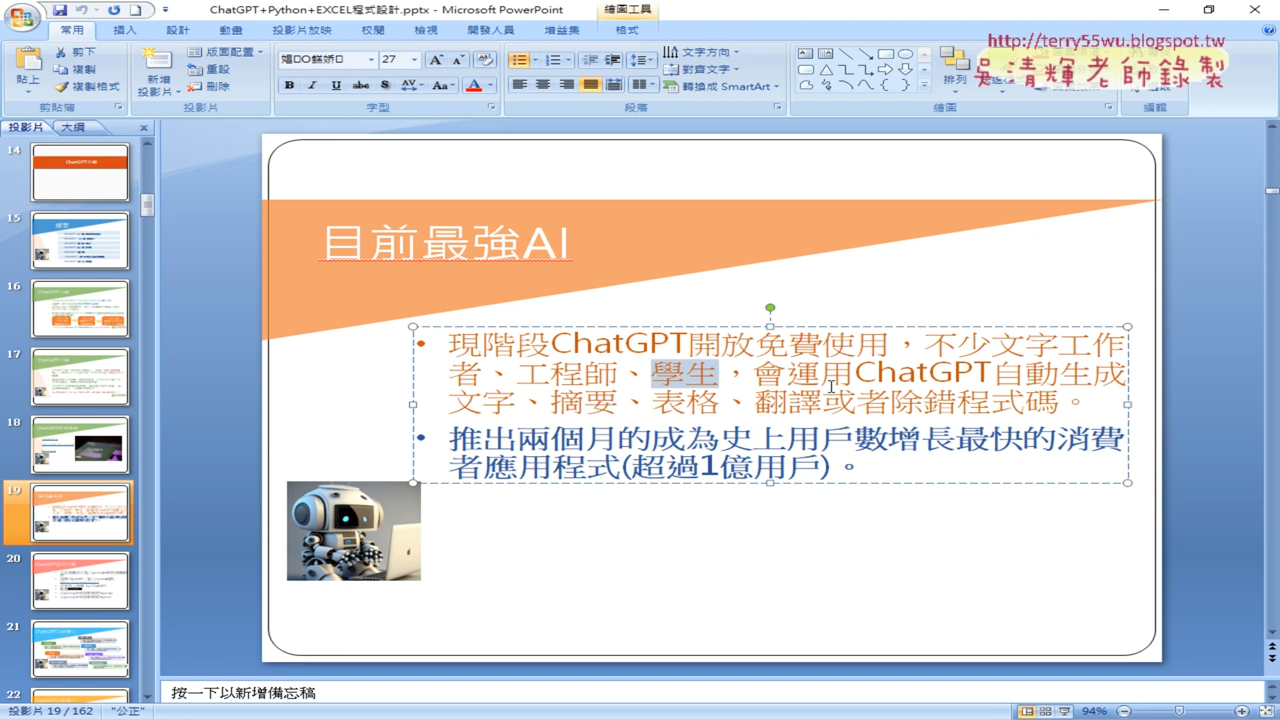 ChatGPT+Python+EXCEL程式設計.pptx - Microsoft PowerPoint
繪圖工具
常用
插入
設計
動畫
投影片放映
校閱
檢視
開發人員
增益集
格式
http://terry55wu.blogspot.tw
吳清輝老師錄製
貼上
剪下
複製
複製格式
剪貼簿
新增
投影片
版面配置
重設
刪除
投影片
27
字型
文字方向
對齊文字
轉換成 SmartArt
段落
排列
繪圖
編輯
投影片
大綱
14
15
16
17
18
19
20
21
22
目前最強AI
• 現階段ChatGPT開放免費使用，不少文字工作
者、工程師、學生，會運用ChatGPT自動生成
文字、摘要、表格、翻譯或者除錯程式碼。
• 推出兩個月的成為史上用戶數增長最快的消費
者應用程式(超過1億用戶)。
按一下以新增備忘稿
投影片 19 / 162
"公正"
94%